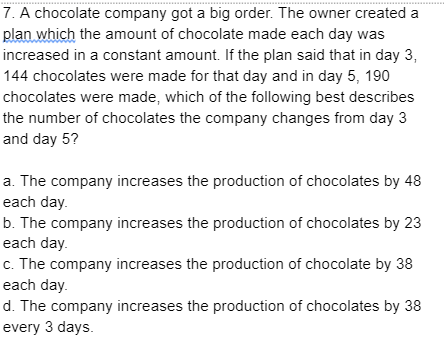 7. A chocolate company got a big order. The owner created a
plan which the amount of chocolate made each day was
increased in a constant amount. If the plan said that in day 3,
144 chocolates were made for that day and in day 5, 190
chocolates were made, which of the following best describes
the number of chocolates the company changes from day 3
and day 5?
a. The company increases the production of chocolates by 48
each day.
b. The company increases the production of chocolates by 23
each day.
c. The company increases the production of chocolate by 38
each day.
d. The company increases the production of chocolates by 38
every 3 days.